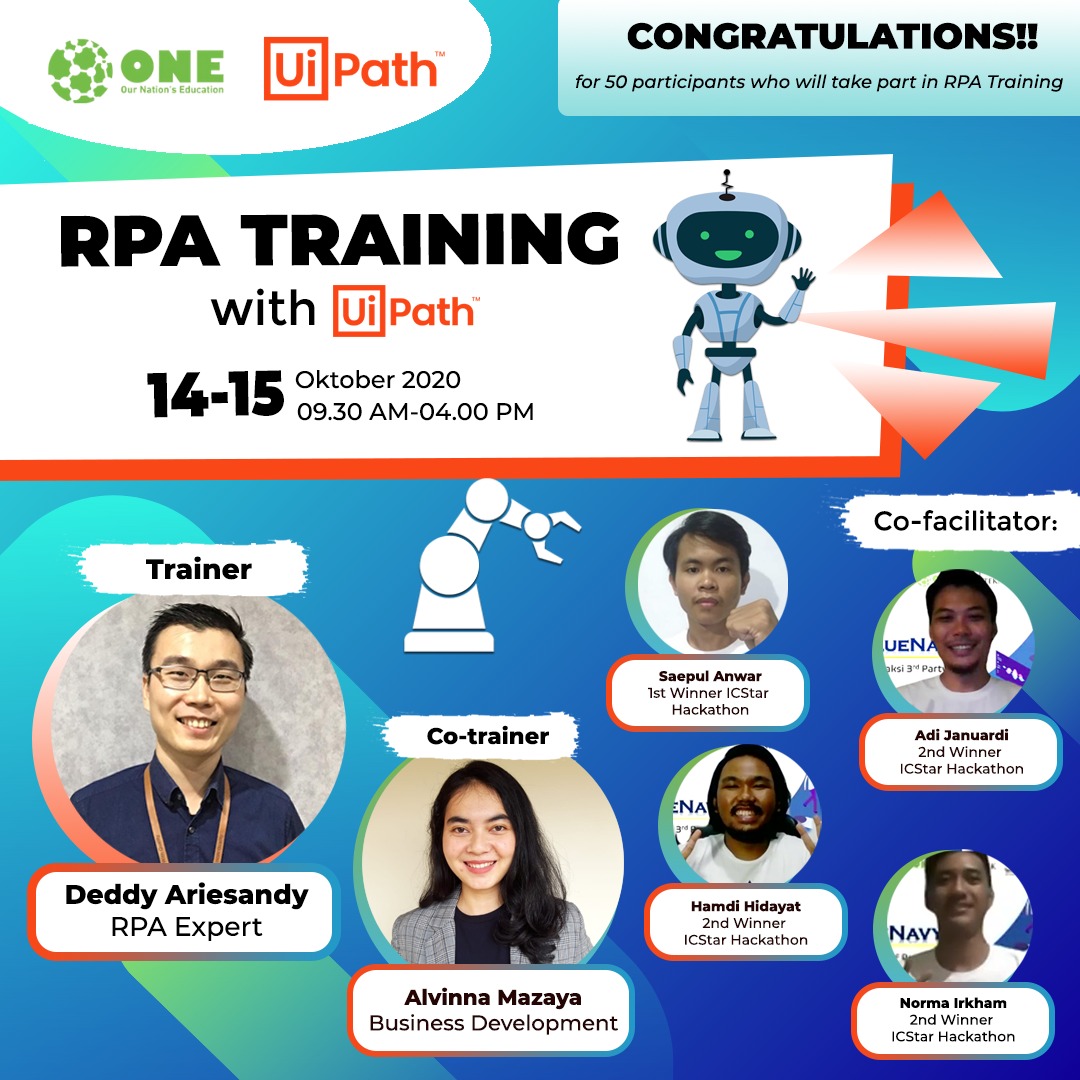 ONE
Our Nation's Education
UiPath™
CONGRATULATIONS!!
for 50 participants who will take part in RPA Training
RPA TRAINING
with UiPath™
14-15
Oktober 2020
09.30 AM-04.00 PM
Trainer
Deddy Ariesandy
RPA Expert
Co-trainer
Alvinna Mazaya
Business Development
Co-facilitator:
Saepul Anwar
1st Winner ICStar
Hackathon
Adi Januardi
2nd Winner
ICStar Hackathon
Hamdi Hidayat
2nd Winner
ICStar Hackathon
Norma Irkham
2nd Winner
ICStar Hackathon